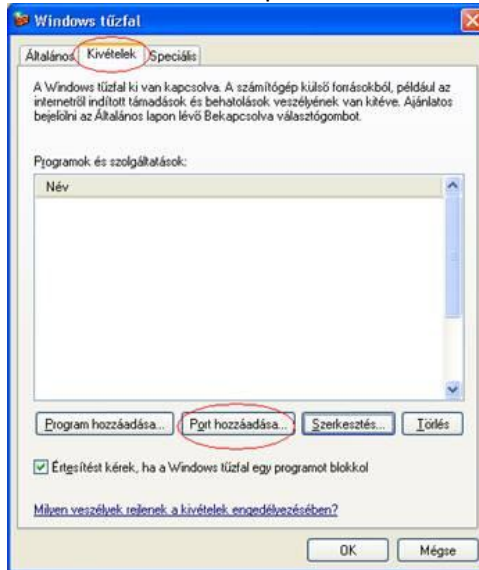 Windows tűzfal
Általános Kivételek Speciális
A Windows tűzfal ki van kapcsolva. A számítógép külső forrásokból, például az
internetről indított támadások és behatolások veszélyének van kitéve. Ajánlatos
bejelölni az Általános lapon lévő Bekapcsolva választógombot.
Programok és szolgáltatások:
Név
Program hozzáadása... Port hozzáadása... Szerkesztés... Törlés
Értesítést kérek, ha a Windows tűzfal egy programot blokkol
Milyen veszélyek rejlenek a kivételek engedélyezésében?
OK Mégse